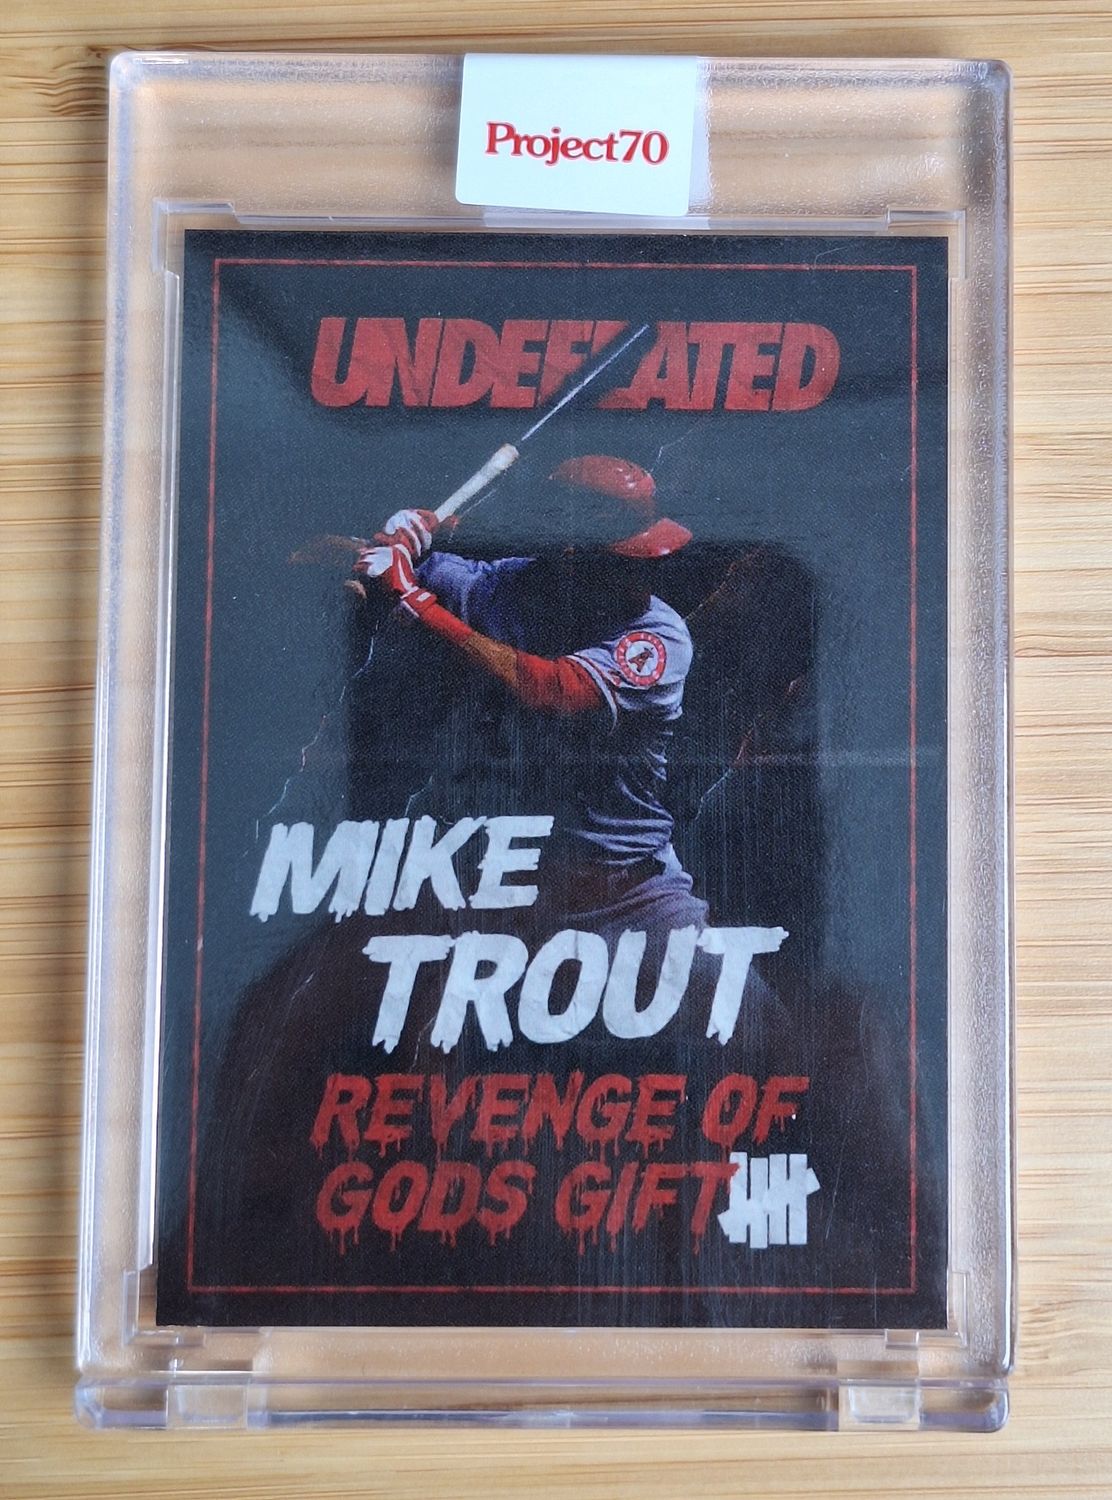 Project70
UNDEFEATED
MIKE
TROUT
REVENGE OF
GODS GIFT
A